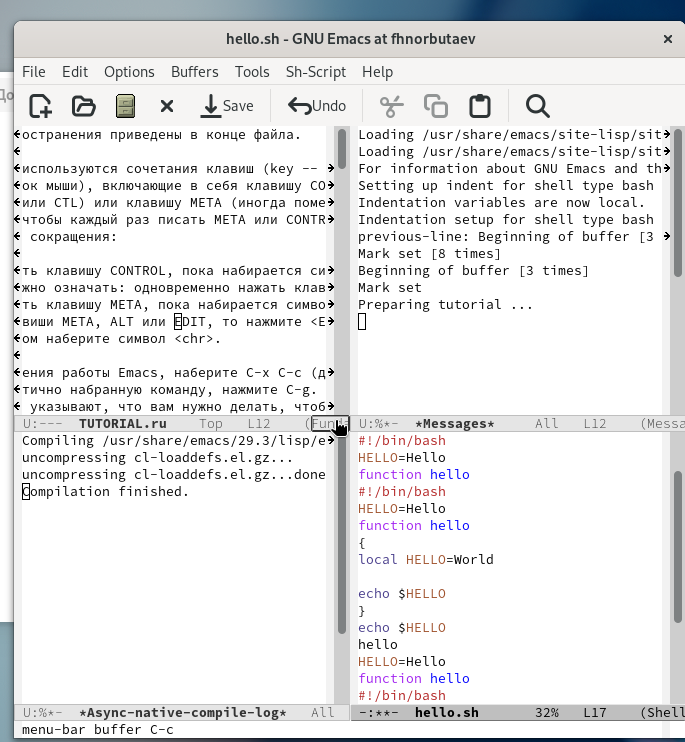 До
hello.sh - GNU Emacs at fhnorbutaev
File Edit Options Buffers Tools Sh-Script Help
Save Undo
остранения приведены в конце файла.
используются сочетания клавиш (key --
ок мыши), включающие в себя клавишу CO
или CTL) или клавишу META (иногда поме
чтобы каждый раз писать META или CONTR
сокращения:
ть клавишу CONTROL, пока набирается си
жно означать: одновременно нажать клав
ть клавишу META, пока набирается симво
виши META, ALT или EDIT, то нажмите <E
ом наберите символ <chr>.
ения работы Emacs, наберите C-x C-c (д
тично набранную команду, нажмите C-g.
указывают, что вам нужно делать, чтоб
U:--- TUTORIAL.ru Top L12 (Fun
Loading /usr/share/emacs/site-lisp/sit
Loading /usr/share/emacs/site-lisp/sit
For information about GNU Emacs and th
Setting up indent for shell type bash
Indentation variables are now local.
Indentation setup for shell type bash
previous-line: Beginning of buffer [3
Mark set [8 times]
Beginning of buffer [3 times]
Mark set
Preparing tutorial ...
U:%*- *Messages* All L12 (Messa
Compiling /usr/share/emacs/29.3/lisp/e
uncompressing cl-loaddefs.el.gz...
uncompressing cl-loaddefs.el.gz...done
Compilation finished.
U:%*- *Async-native-compile-log* All
#!/bin/bash
HELLO=Hello
function hello
#!/bin/bash
HELLO=Hello
function hello
{
local HELLO=World
echo $HELLO
}
echo $HELLO
hello
HELLO=Hello
function hello
#!/bin/bash
-:**- hello.sh 32% L17 (Shell
menu-bar buffer C-c